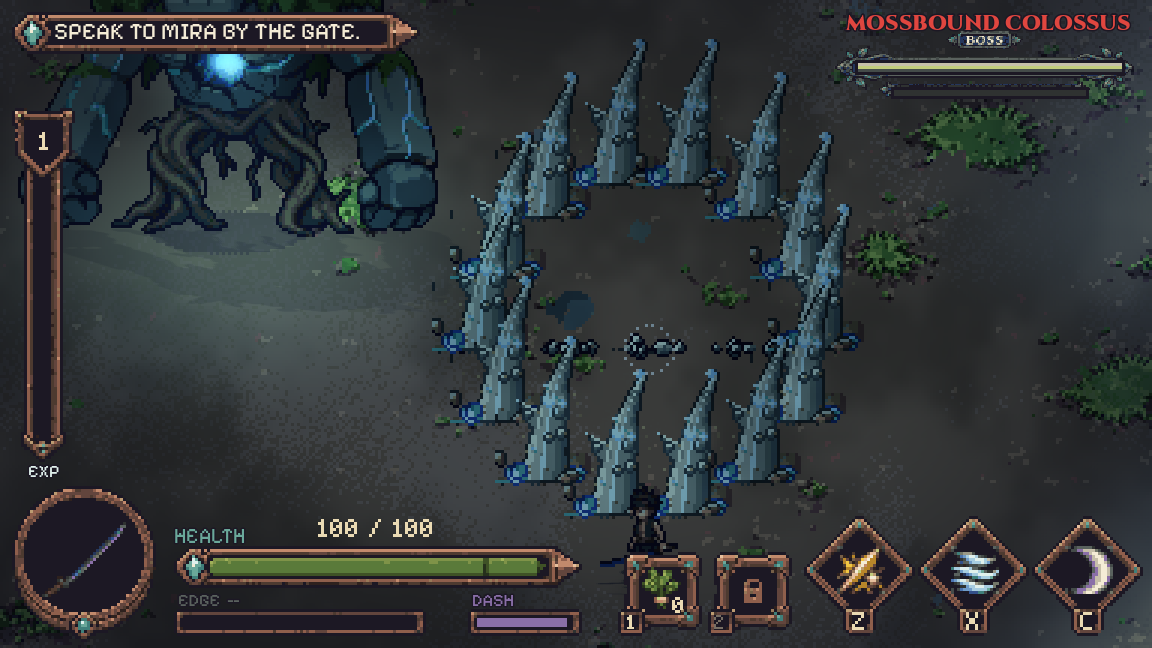 SPEAK TO MIRA BY THE GATE.
MOSSBOUND COLOSSUS
BOSS
1
EXP
HEALTH
100 / 100
EDGE --
DASH
0
1
2
Z
X
C